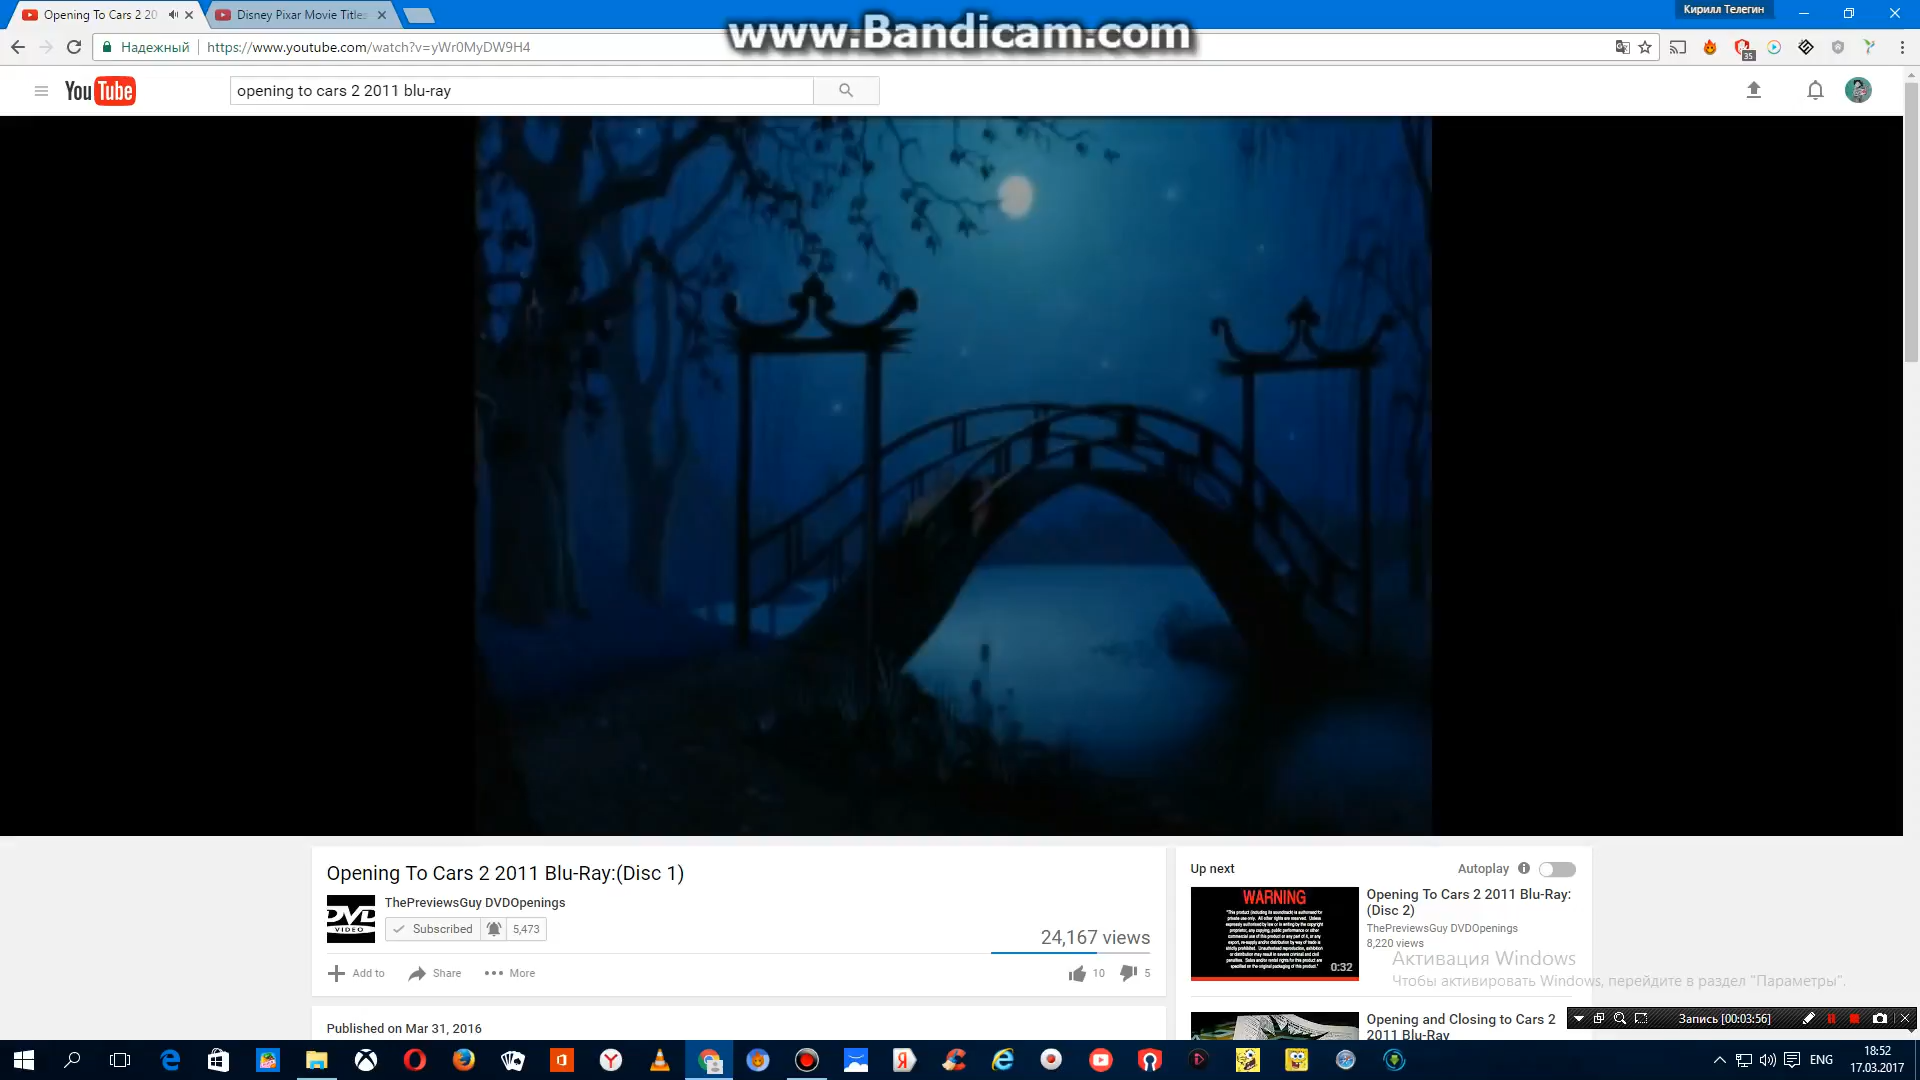 Opening To Cars 2 20
Disney Pixar Movie Title
www.Bandicam.com
Кирилл Телегин
Надежный
https://www.youtube.com/watch?v=yWr0MyDW9H4
35
YouTube
opening to cars 2 2011 blu-ray
Opening To Cars 2 2011 Blu-Ray:(Disc 1)
DVD
VIDEO
ThePreviewsGuy DVDOpenings
Subscribed
5,473
24,167 views
Add to
Share
More
10
5
Published on Mar 31, 2016
Up next
Autoplay
WARNING
0:32
Opening To Cars 2 2011 Blu-Ray:
(Disc 2)
ThePreviewsGuy DVDOpenings
8,220 views
Opening and Closing to Cars 2
2011 Blu-Ray
Активация Windows
Чтобы активировать Windows, перейдите в раздел "Параметры".
Запись [00:03:56]
ENG
18:52
17.03.2017